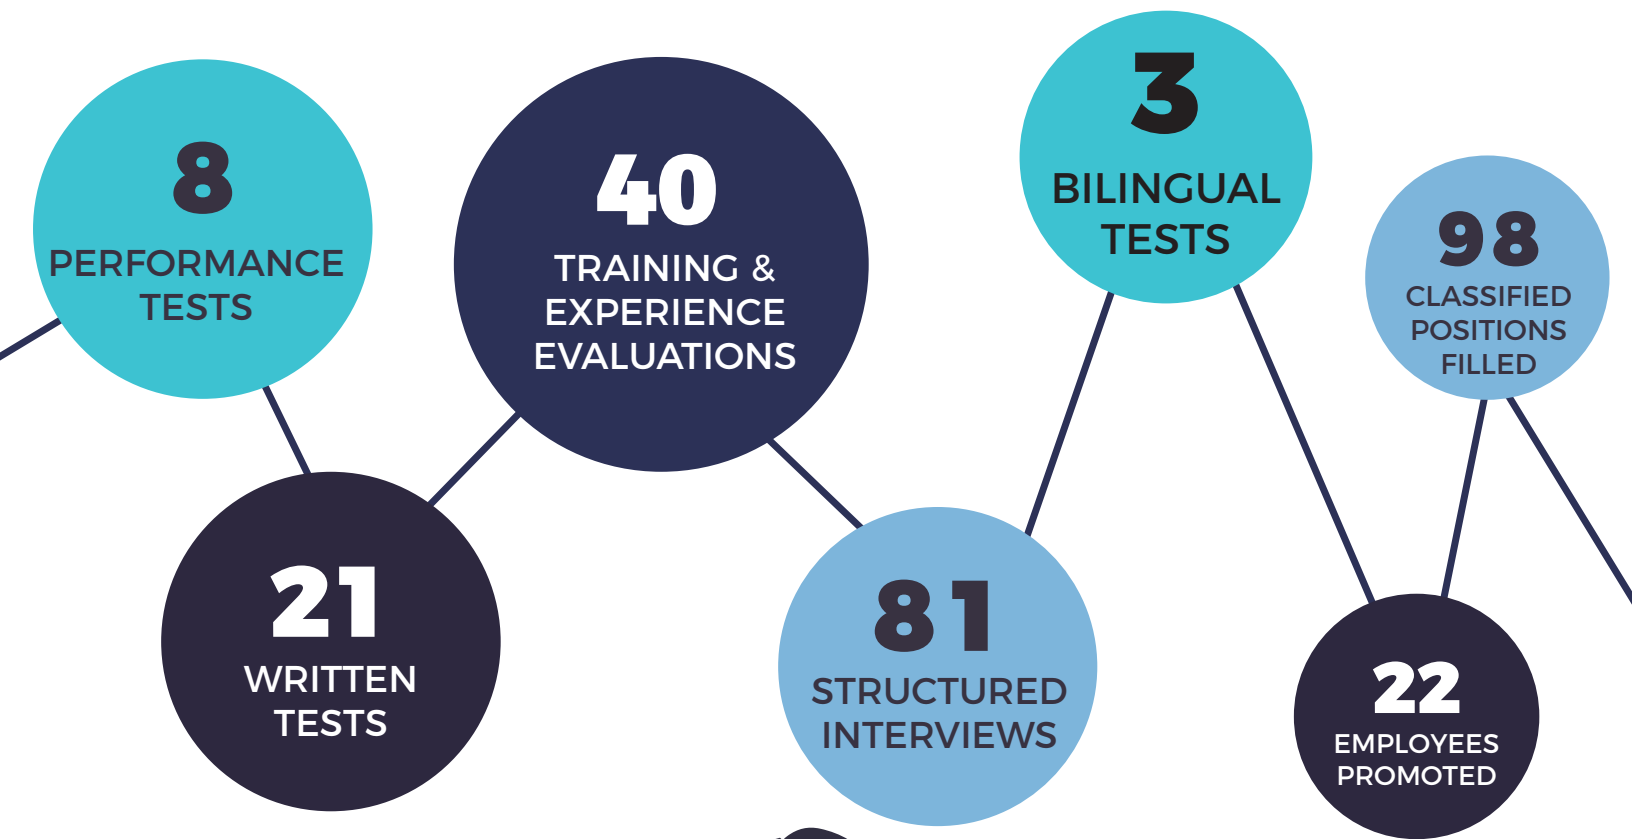 8
PERFORMANCE
TESTS
21
WRITTEN
TESTS
40
TRAINING &
EXPERIENCE
EVALUATIONS
81
STRUCTURED
INTERVIEWS
3
BILINGUAL
TESTS
22
EMPLOYEES
PROMOTED
98
CLASSIFIED
POSITIONS
FILLED